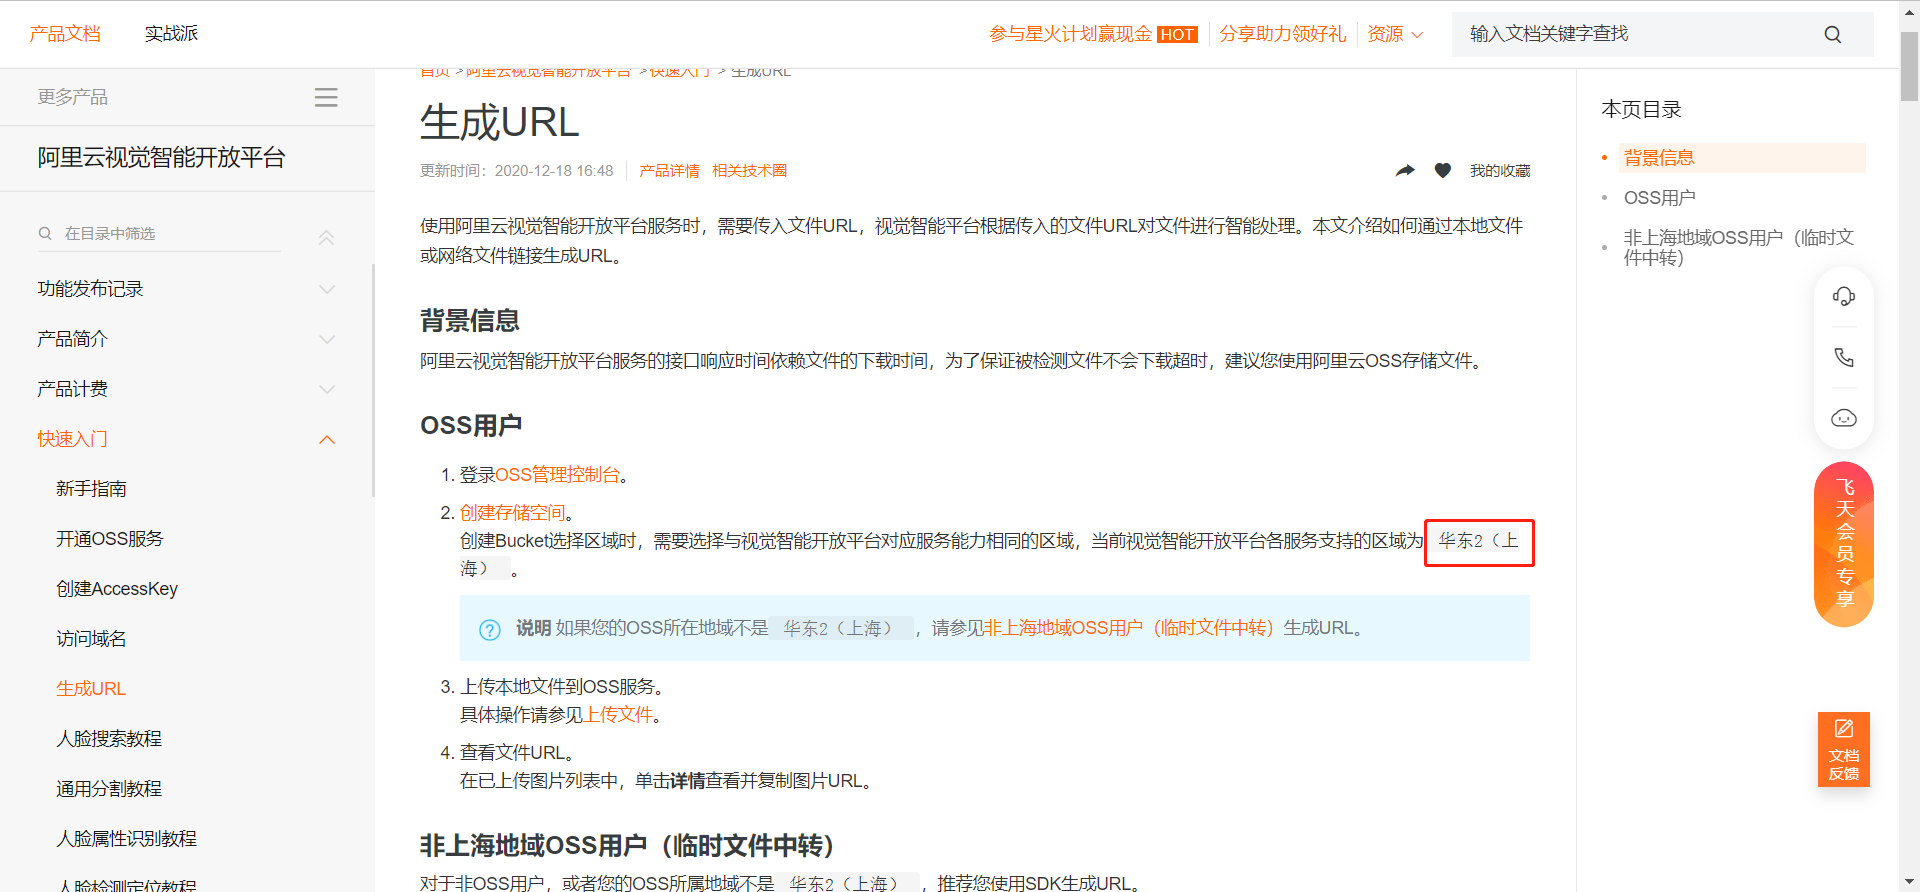 产品文档
实战派
参与星火计划赢现金 HOT
分享助力领好礼
资源
输入文档关键字查找
更多产品
阿里云视觉智能开放平台
在目录中筛选
功能发布记录
产品简介
产品计费
快速入门
新手指南
开通OSS服务
创建AccessKey
访问域名
生成URL
人脸搜索教程
通用分割教程
人脸属性识别教程
人脸检测定位教程
首页 > 阿里云视觉智能开放平台 > 快速入门 > 生成URL
生成URL
更新时间：2020-12-18 16:48
产品详情 相关技术圈
我的收藏
使用阿里云视觉智能开放平台服务时，需要传入文件URL，视觉智能平台根据传入的文件URL对文件进行智能处理。本文介绍如何通过本地文件
或网络文件链接生成URL。
背景信息
阿里云视觉智能开放平台服务的接口响应时间依赖文件的下载时间，为了保证被检测文件不会下载超时，建议您使用阿里云OSS存储文件。
OSS用户
1. 登录OSS管理控制台。
2. 创建存储空间。
创建Bucket选择区域时，需要选择与视觉智能开放平台对应服务能力相同的区域，当前视觉智能开放平台各服务支持的区域为 华东2（上
海） 。
说明 如果您的OSS所在地域不是 华东2（上海） ，请参见非上海地域OSS用户（临时文件中转）生成URL。
3. 上传本地文件到OSS服务。
具体操作请参见上传文件。
4. 查看文件URL。
在已上传图片列表中，单击详情查看并复制图片URL。
非上海地域OSS用户（临时文件中转）
对于非OSS用户，或者您的OSS所属地域不是 华东2（上海） ，推荐您使用SDK生成URL。
本页目录
背景信息
OSS用户
非上海地域OSS用户（临时文
件中转）
飞天会员专享
文档
反馈